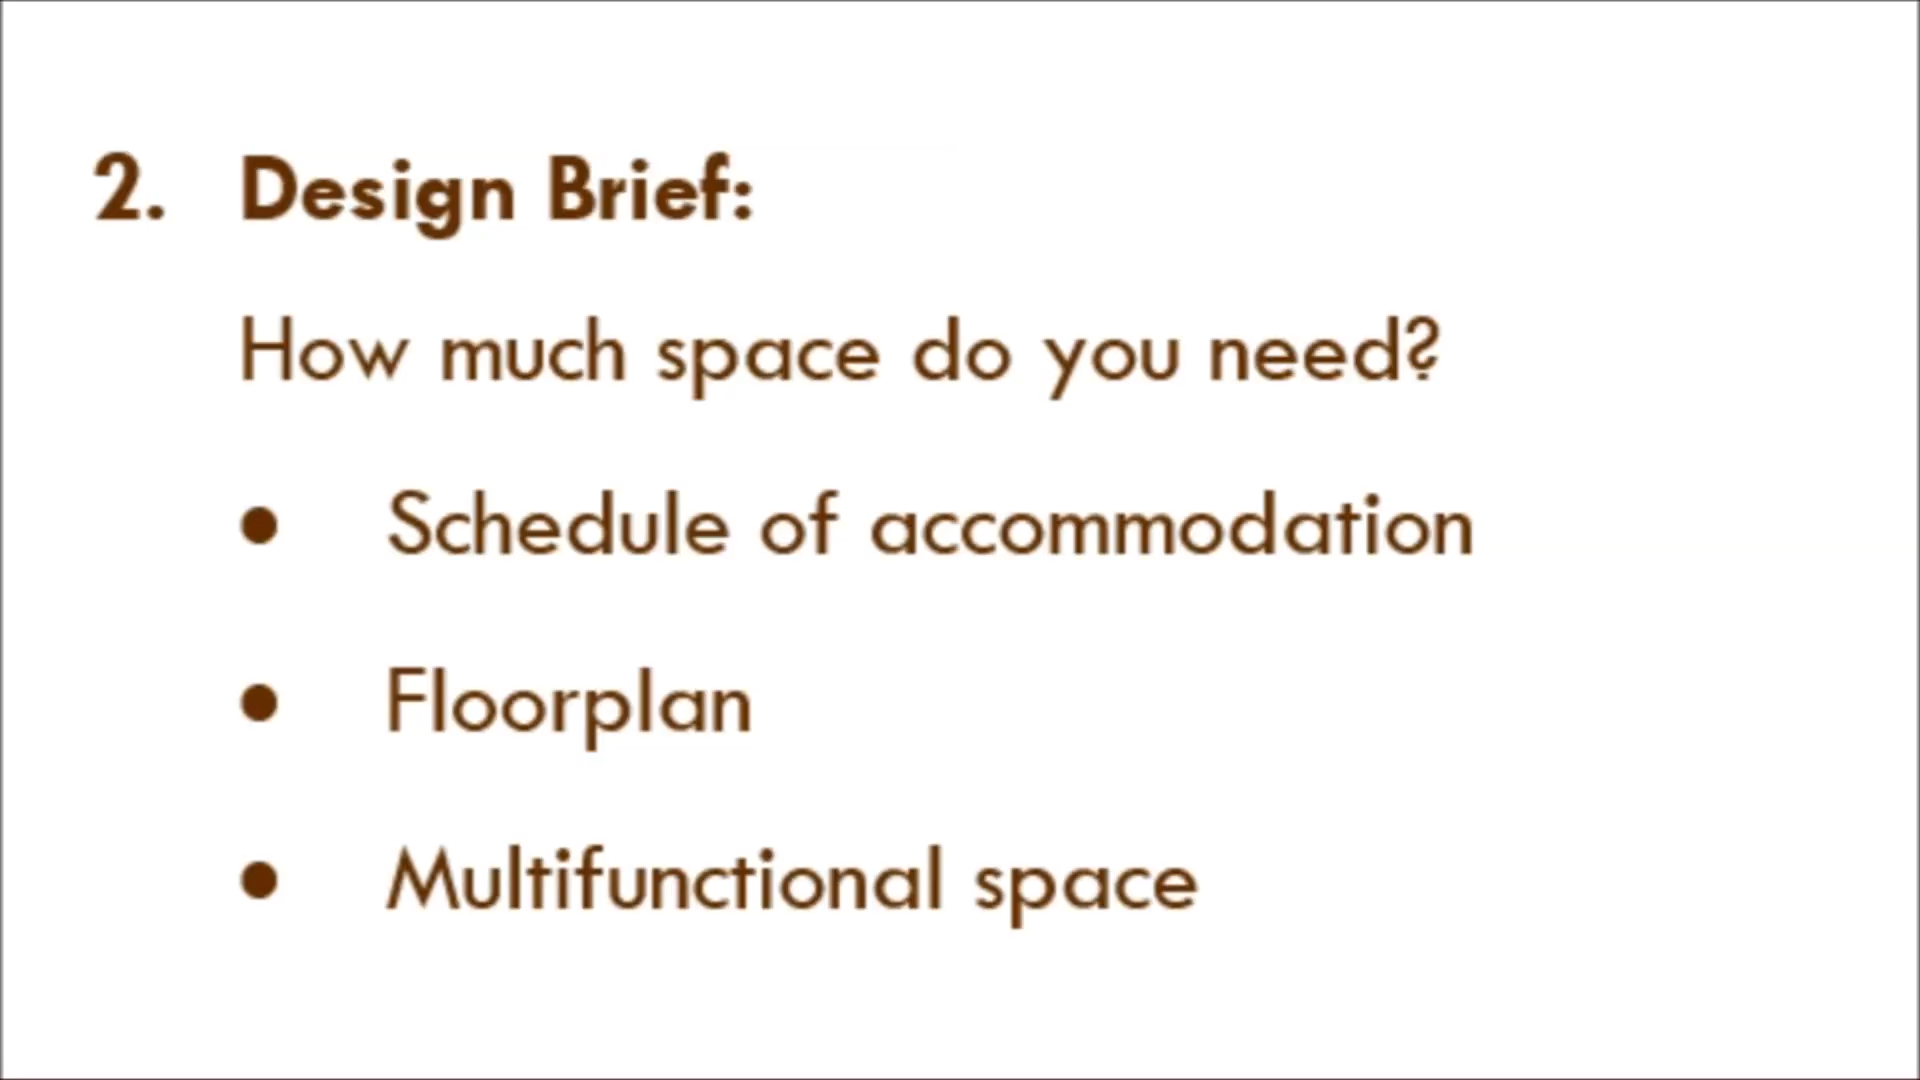 2. Design Brief:
How much space do you need?
● Schedule of accommodation
● Floorplan
● Multifunctional space